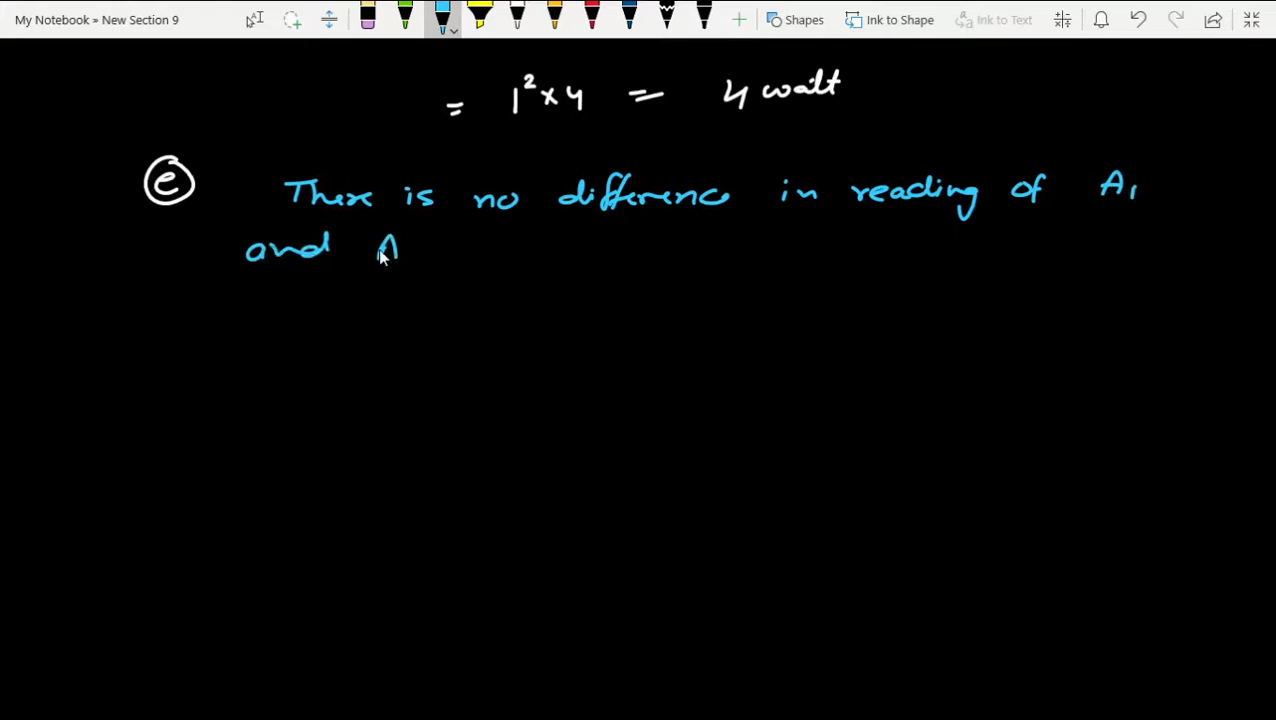 My Notebook » New Section 9
Shapes
Ink to Shape
Ink to Text
= 1² × 4 = 4 watt
e There is no difference in reading of A₁
and A